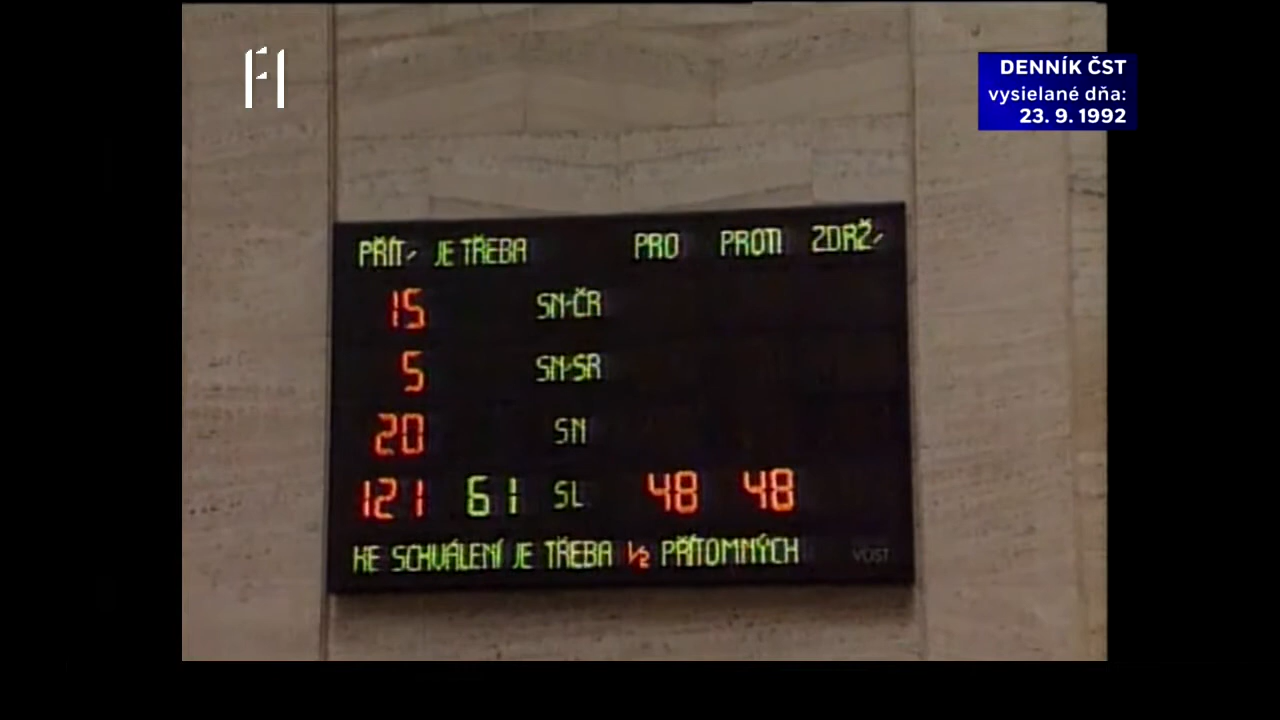 DENNÍK ČST
vysielané dňa:
23. 9. 1992
PŘÍT, JE TŘEBA PRO PROTI ZDRŽ,
15 SN-ČR
5 SN-SR
20 SN
121 61 SL 48 48
KE SCHVÁLENÍ JE TŘEBA 1/2 PŘÍTOMNÝCH
VOST